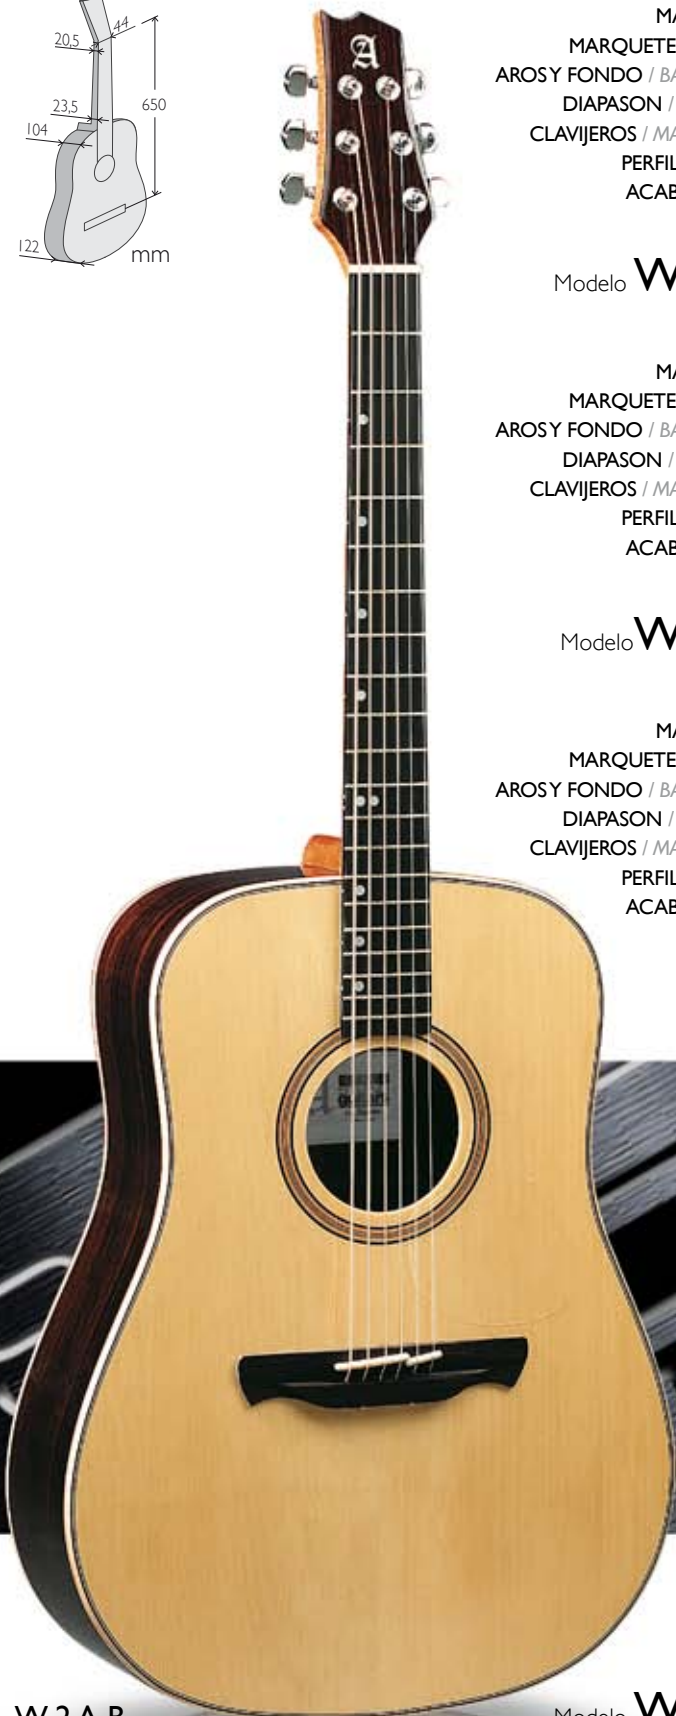 44
20,5
650
23,5
104
122
mm
A
MA
MARQUETE
AROS Y FONDO / BA
DIAPASON /
CLAVIJEROS / MA
PERFIL
ACAB
Modelo W
MA
MARQUETE
AROS Y FONDO / BA
DIAPASON /
CLAVIJEROS / MA
PERFIL
ACAB
Modelo W
MA
MARQUETE
AROS Y FONDO / BA
DIAPASON /
CLAVIJEROS / MA
PERFIL
ACAB
Modelo W